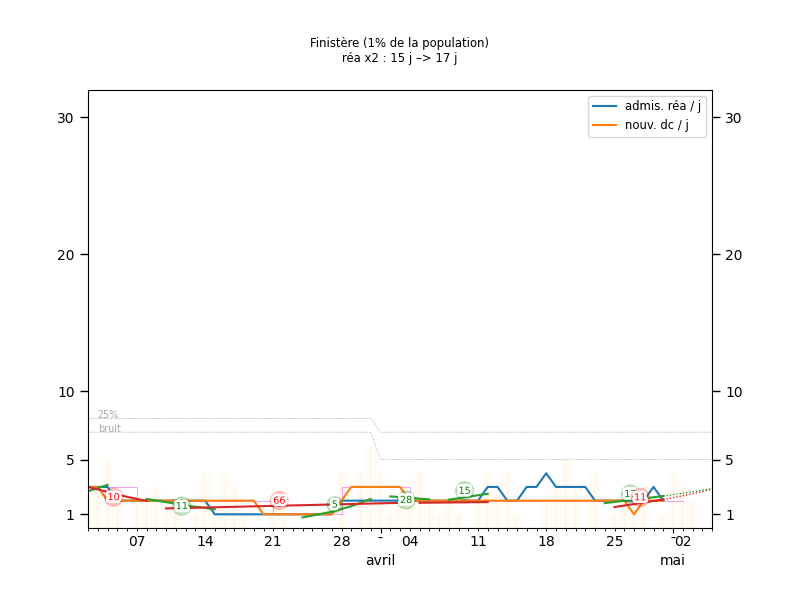 Finistère (1% de la population)
réa x2 : 15 j –> 17 j
admis. réa / j
nouv. dc / j
30 30
20 20
10 10
25%
bruit
5 5
1 1
10 11 66 5 28 15 11
07 14 21 28 04 11 18 25 02
avril mai